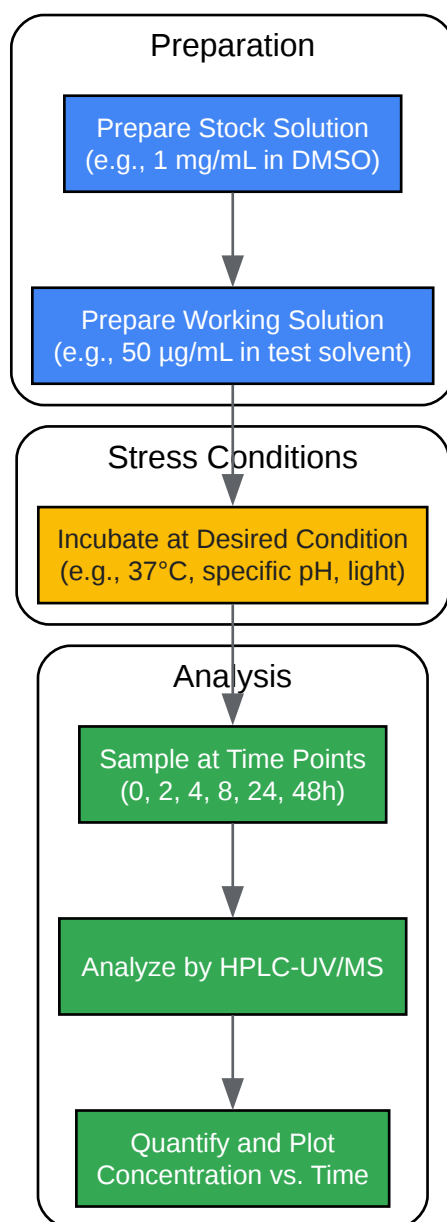 Preparation
Prepare Stock Solution
(e.g., 1 mg/mL in DMSO)
Prepare Working Solution
(e.g., 50 µg/mL in test solvent)
Stress Conditions
Incubate at Desired Condition
(e.g., 37°C, specific pH, light)
Analysis
Sample at Time Points
(0, 2, 4, 8, 24, 48h)
Analyze by HPLC-UV/MS
Quantify and Plot
Concentration vs. Time